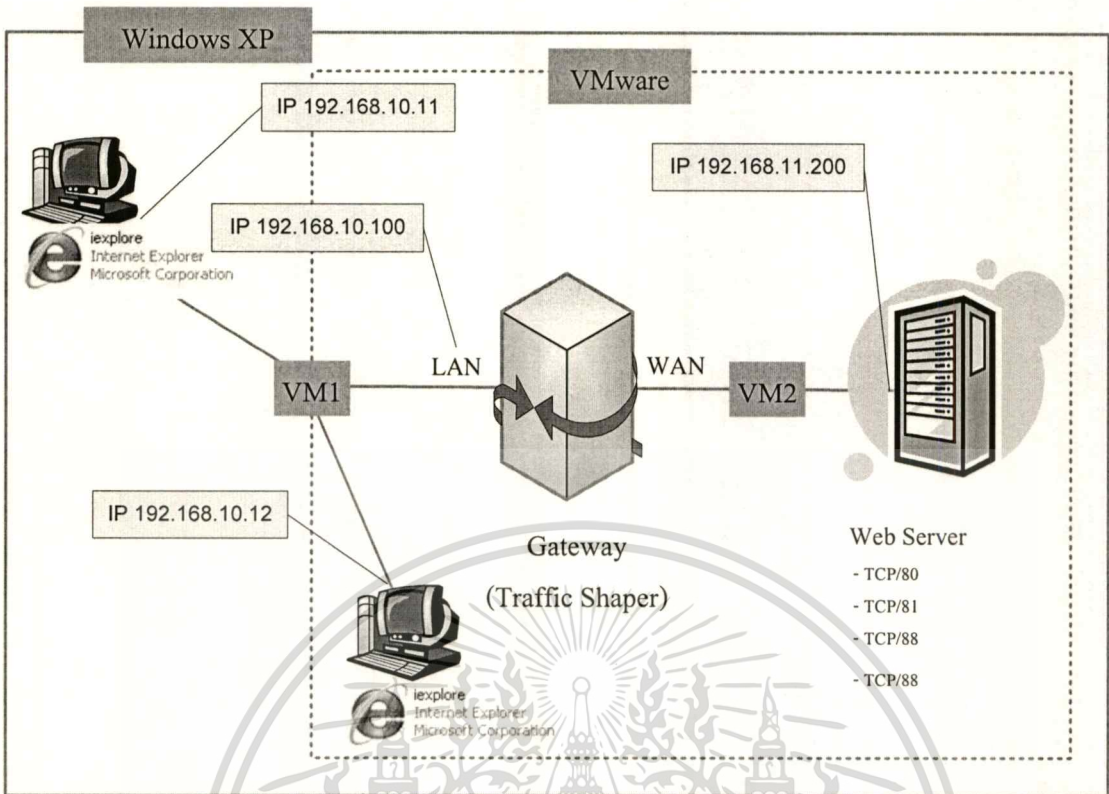 Windows XP
VMware
IP 192.168.10.11
IP 192.168.11.200
IP 192.168.10.100
iexplore
Internet Explorer
Microsoft Corporation
LAN
WAN
VM1
VM2
IP 192.168.10.12
Gateway
(Traffic Shaper)
Web Server
- TCP/80
- TCP/81
- TCP/88
- TCP/88
iexplore
Internet Explorer
Microsoft Corporation